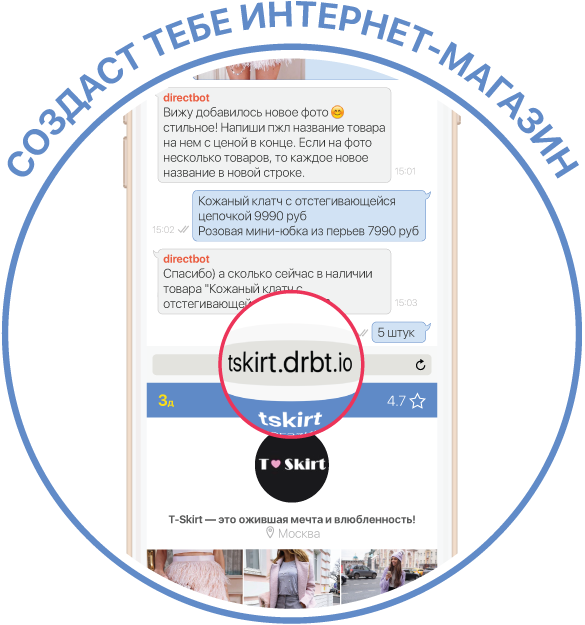 СОЗДАСТ ТЕБЕ ИНТЕРНЕТ-МАГАЗИН
directbot
Вижу добавилось новое фото 😊
стильное! Напиши пжл название товара
на нем с ценой в конце. Если на фото
несколько товаров, то каждое новое
название в новой строке.
15:01
Кожаный клатч с отстегивающейся
цепочкой 9990 руб
Розовая мини-юбка из перьев 7990 руб
15:02
directbot
Спасибо) а сколько сейчас в наличии
товара "Кожаный клатч с
отстегивающей
15:03
5 штук
tskirt.drbt.io
3д
tskirt
4.7
T Skirt
T-Skirt — это ожившая мечта и влюбленность!
Москва